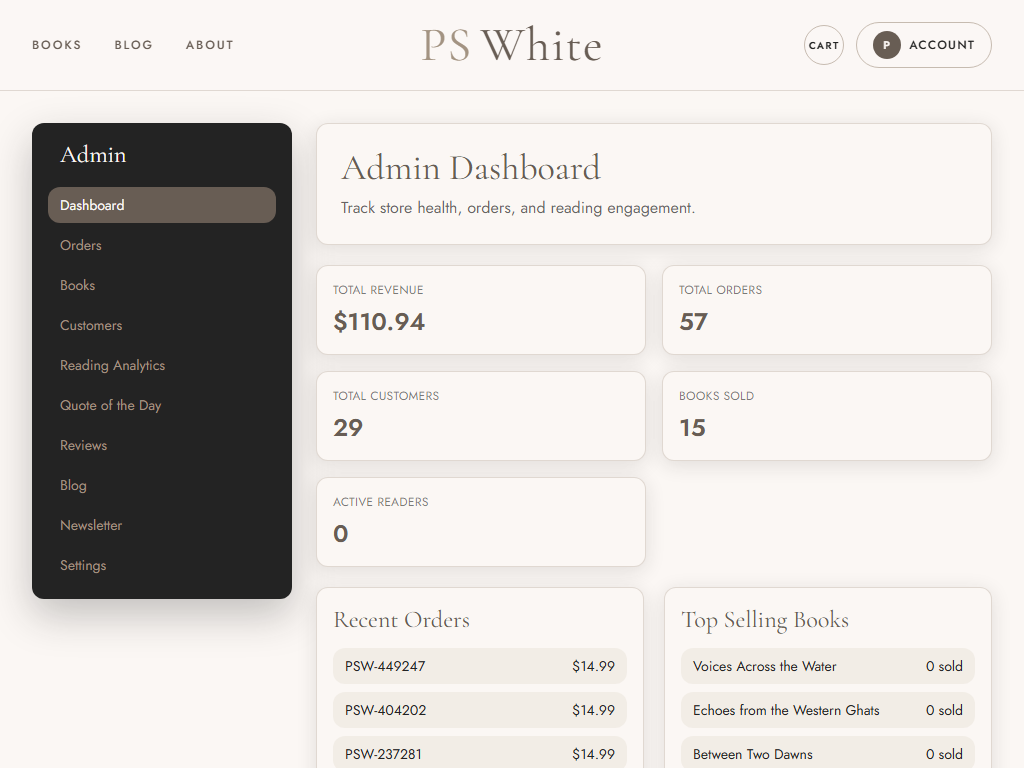 BOOKS BLOG ABOUT PS White CART P ACCOUNT
Admin
Dashboard
Orders
Books
Customers
Reading Analytics
Quote of the Day
Reviews
Blog
Newsletter
Settings
Admin Dashboard
Track store health, orders, and reading engagement.
TOTAL REVENUE
$110.94
TOTAL ORDERS
57
TOTAL CUSTOMERS
29
BOOKS SOLD
15
ACTIVE READERS
0
Recent Orders
PSW-449247 $14.99
PSW-404202 $14.99
PSW-237281 $14.99
Top Selling Books
Voices Across the Water 0 sold
Echoes from the Western Ghats 0 sold
Between Two Dawns 0 sold